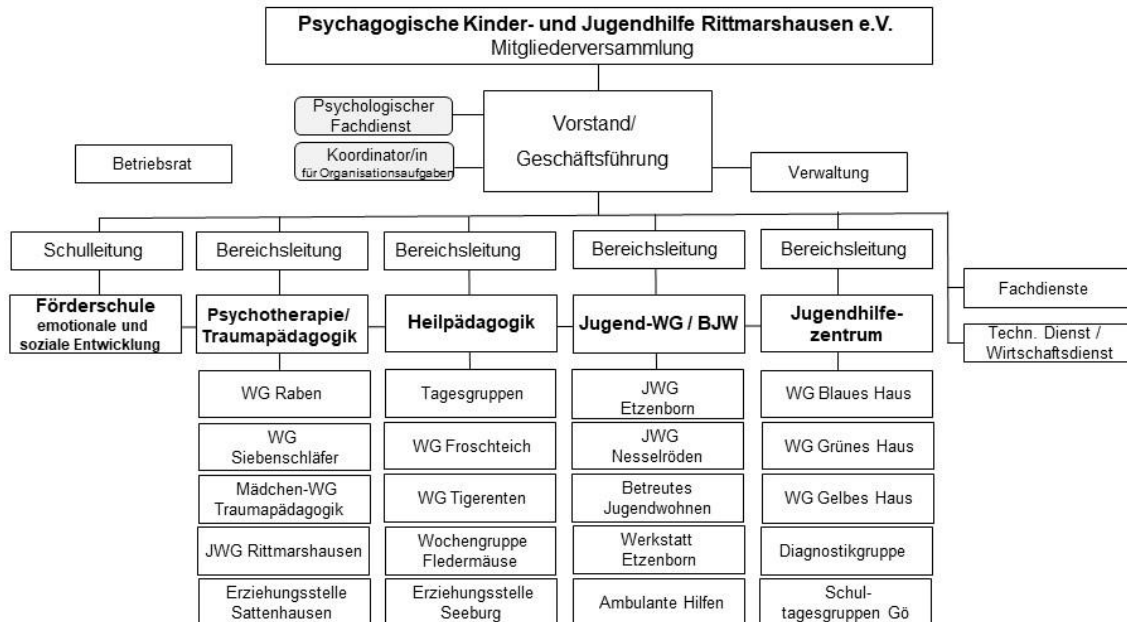 Psychagogische Kinder- und Jugendhilfe Rittmarshausen e.V.
Mitgliederversammlung
Psychologischer
Fachdienst
Vorstand/
Geschäftsführung
Koordinator/in
für Organisationsaufgaben
Betriebsrat
Verwaltung
Schulleitung
Bereichsleitung
Bereichsleitung
Bereichsleitung
Bereichsleitung
Fachdienste
Techn. Dienst /
Wirtschaftsdienst
Förderschule
emotionale und
soziale Entwicklung
Psychotherapie/
Traumapädagogik
Heilpädagogik
Jugend-WG / BJW
Jugendhilfe-
zentrum
WG Raben
WG
Siebenschläfer
Mädchen-WG
Traumapädagogik
JWG Rittmarshausen
Erziehungsstelle
Sattenhausen
Tagesgruppen
WG Froschteich
WG Tigerenten
Wochengruppe
Fledermäuse
Erziehungsstelle
Seeburg
JWG
Etzenborn
JWG
Nesselröden
Betreutes
Jugendwohnen
Werkstatt
Etzenborn
Ambulante Hilfen
WG Blaues Haus
WG Grünes Haus
WG Gelbes Haus
Diagnostikgruppe
Schul-
tagesgruppen Gö